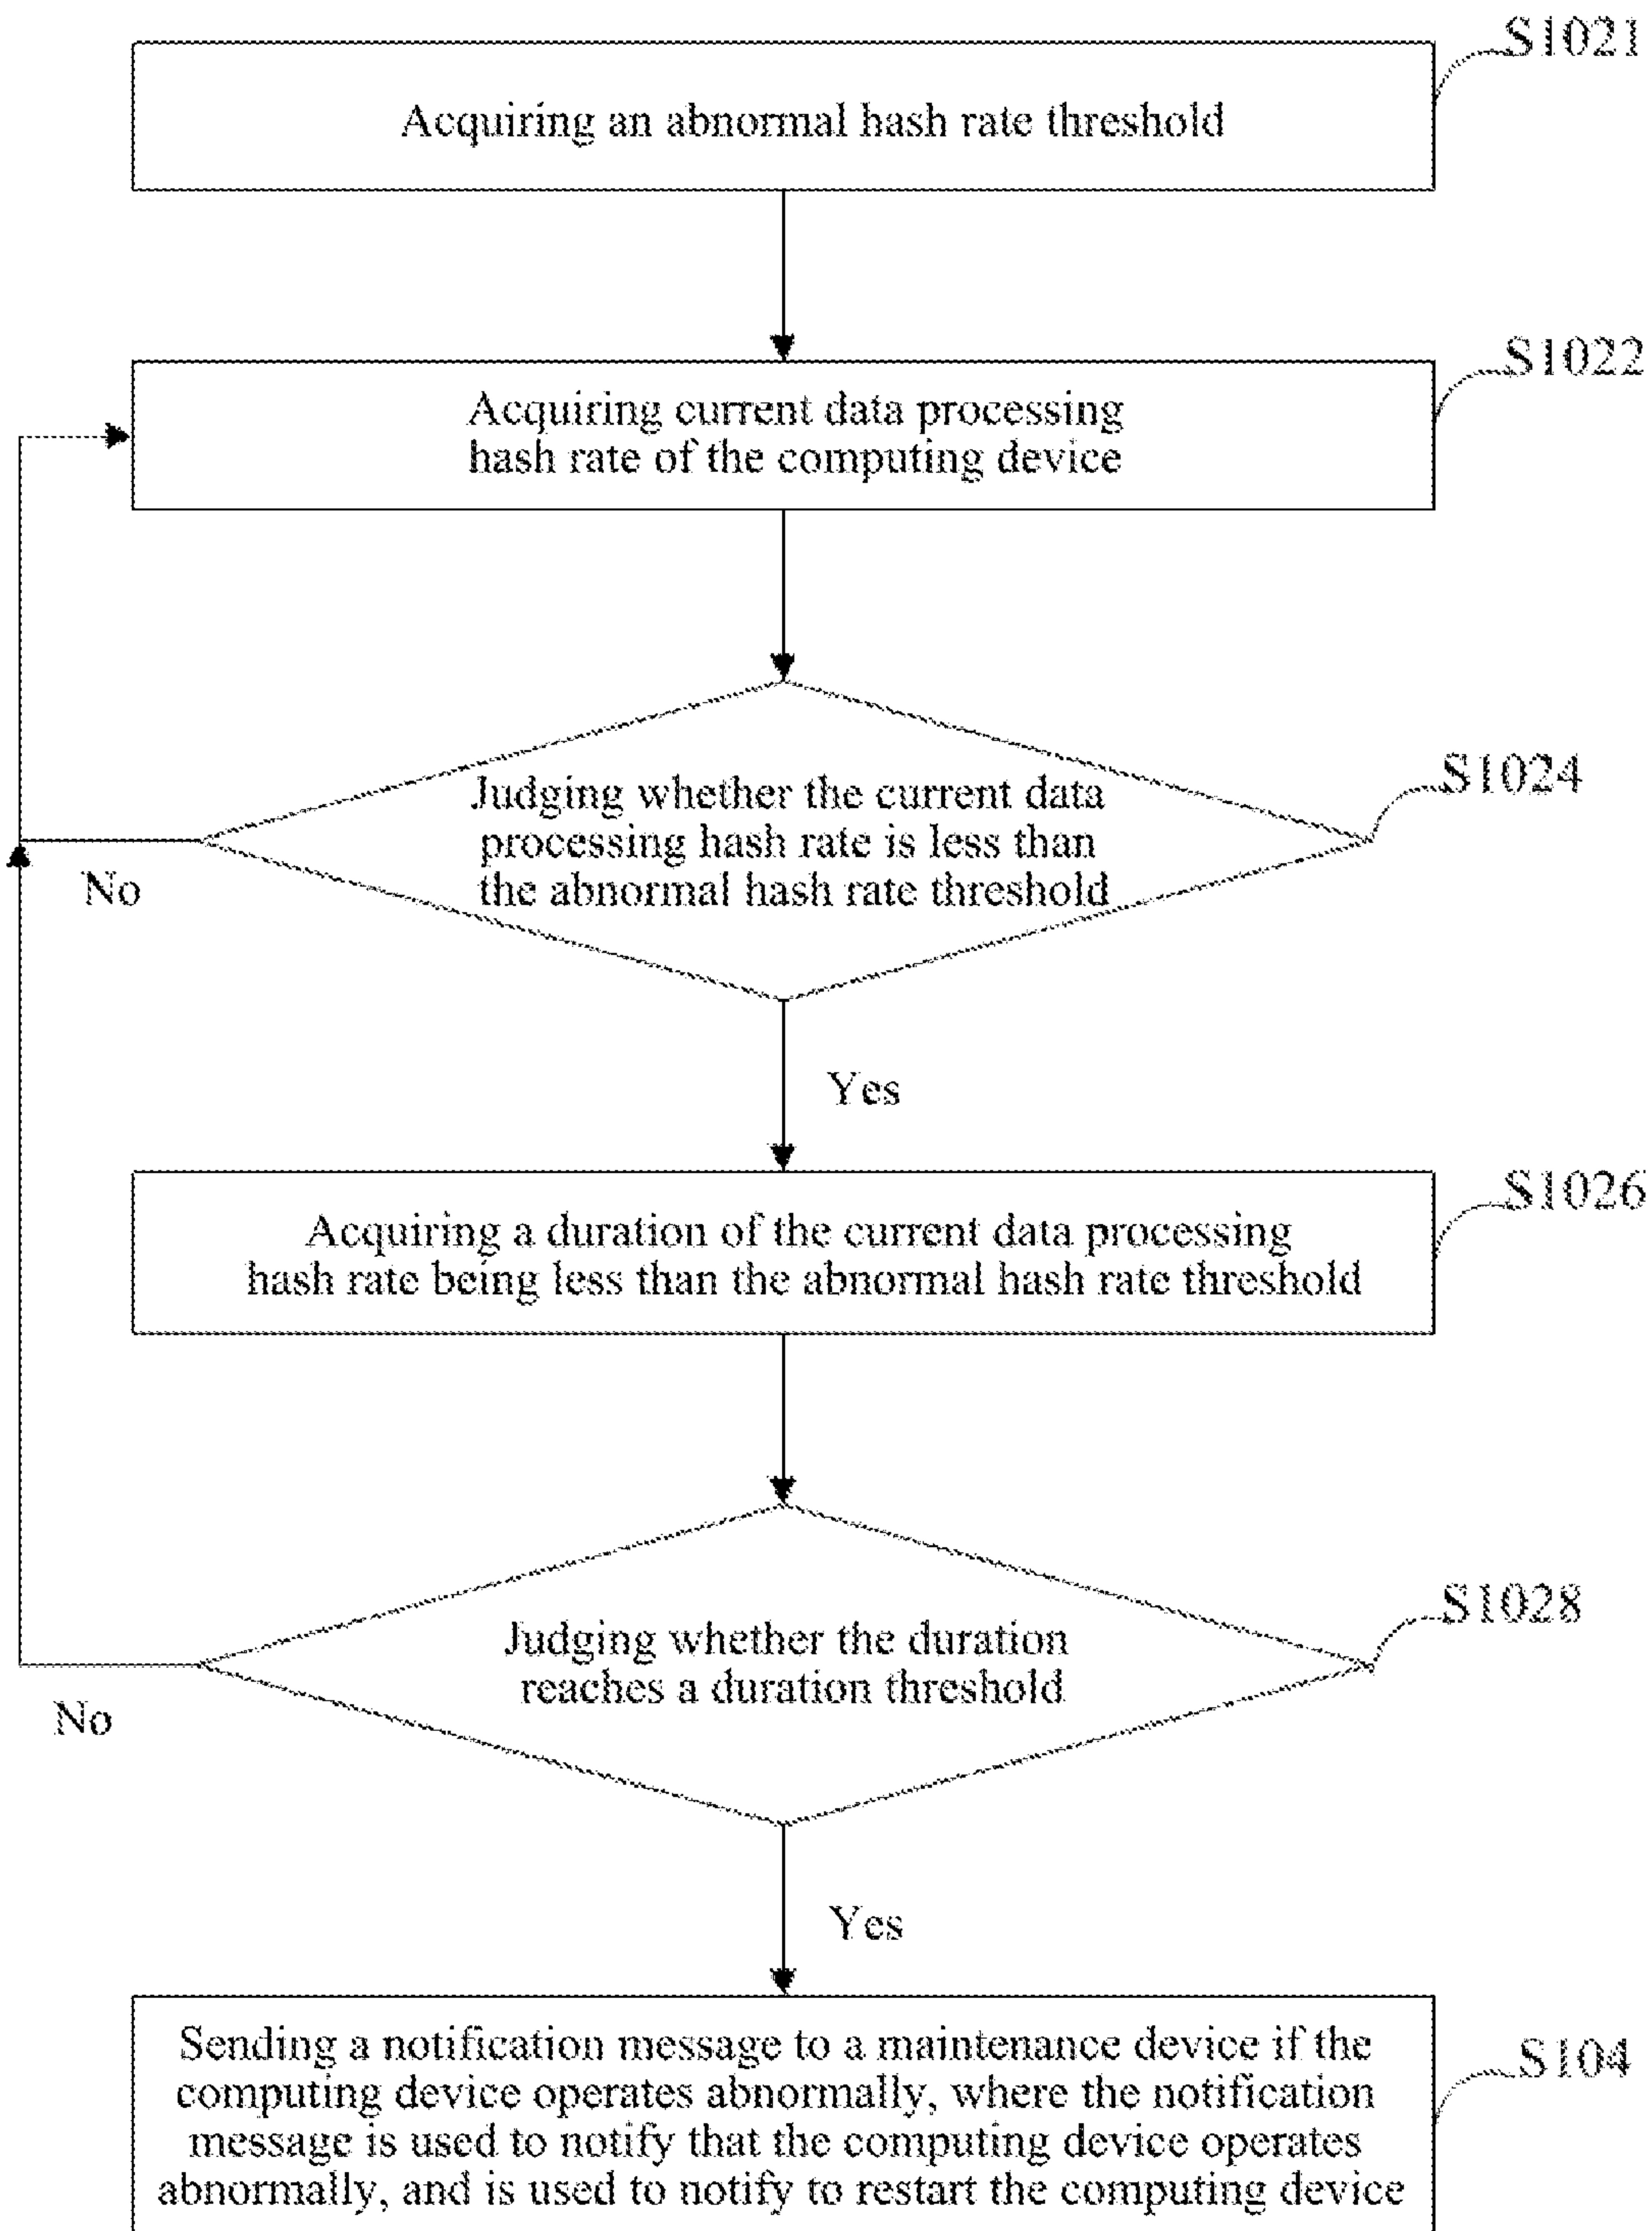 S1021
Acquiring an abnormal hash rate threshold
S1022
Acquiring current data processing
hash rate of the computing device
S1024
Judging whether the current data
processing hash rate is less than
the abnormal hash rate threshold
No
Yes
S1026
Acquiring a duration of the current data processing
hash rate being less than the abnormal hash rate threshold
S1028
Judging whether the duration
reaches a duration threshold
No
Yes
S104
Sending a notification message to a maintenance device if the
computing device operates abnormally, where the notification
message is used to notify that the computing device operates
abnormally, and is used to notify to restart the computing device